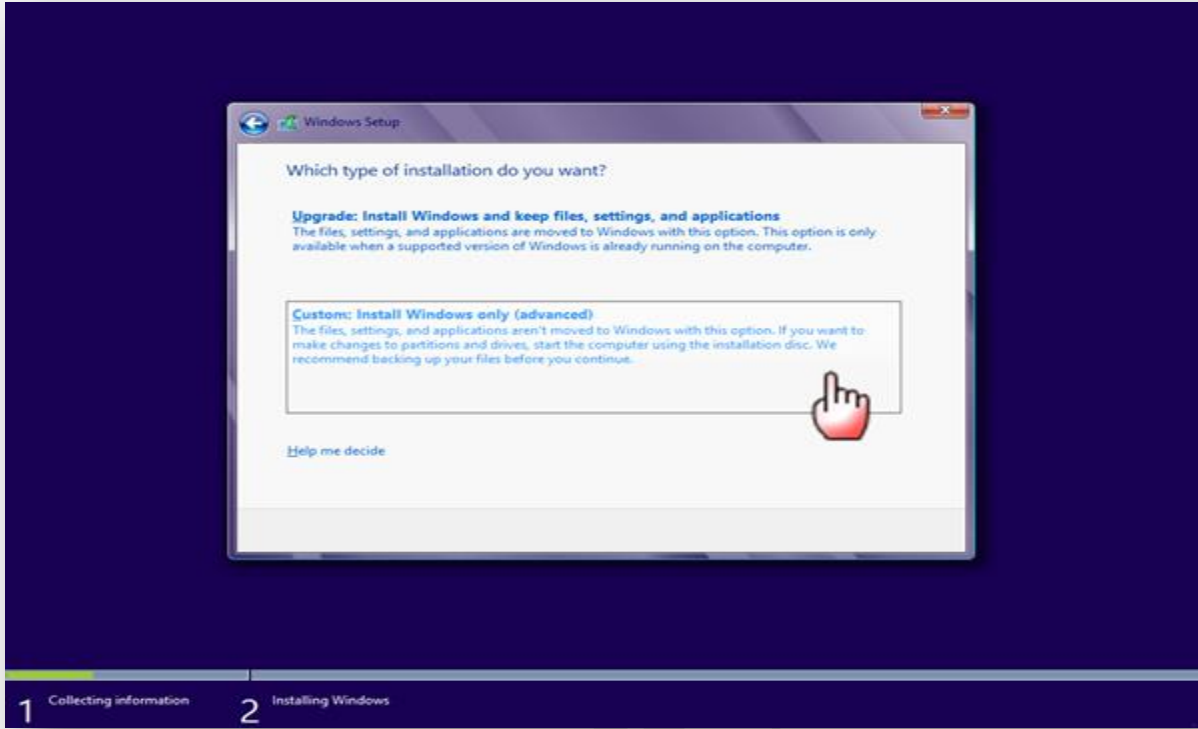 Windows Setup
Which type of installation do you want?
Upgrade: Install Windows and keep files, settings, and applications
The files, settings, and applications are moved to Windows with this option. This option is only
available when a supported version of Windows is already running on the computer.
Custom: Install Windows only (advanced)
The files, settings, and applications aren't moved to Windows with this option. If you want to
make changes to partitions and drives, start the computer using the installation disc. We
recommend backing up your files before you continue.
Help me decide
1 Collecting information
2 Installing Windows